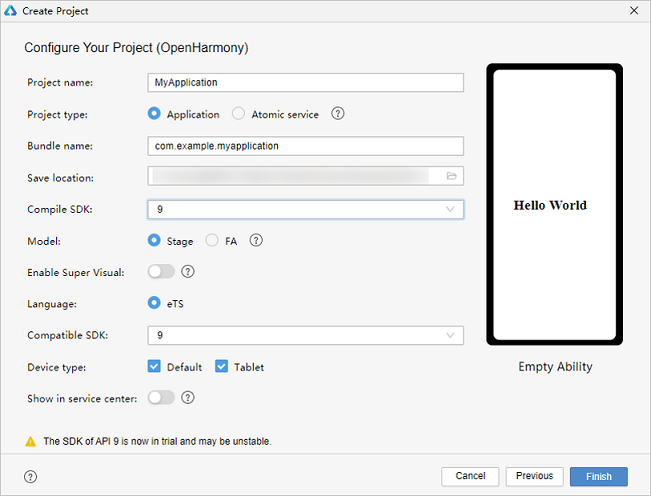 Create Project
Configure Your Project (OpenHarmony)
Project name: MyApplication
Project type: Application Atomic service ?
Bundle name: com.example.myapplication
Save location:
Compile SDK: 9
Model: Stage FA ?
Enable Super Visual: ?
Language: eTS
Compatible SDK: 9
Device type: Default Tablet
Show in service center: ?
Hello World
Empty Ability
The SDK of API 9 is now in trial and may be unstable.
? Cancel Previous Finish